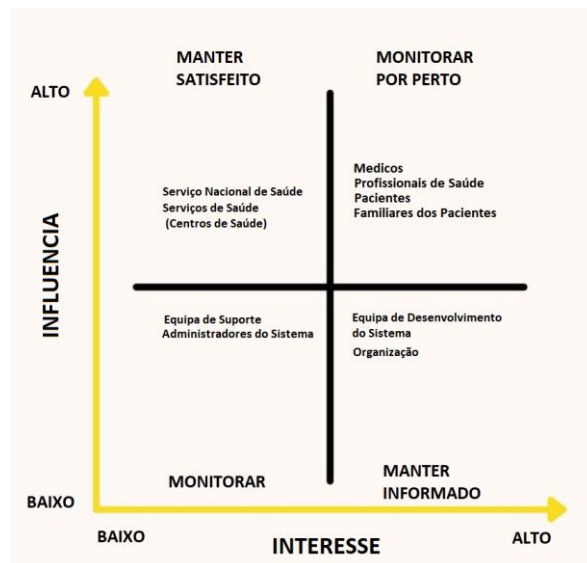 MANTER
SATISFEITO
MONITORAR
POR PERTO
ALTO
Serviço Nacional de Saúde
Serviços de Saúde
(Centros de Saúde)
Medicos
Profissionais de Saúde
Pacientes
Familiares dos Pacientes
INFLUENCIA
Equipa de Suporte
Administradores do Sistema
Equipa de Desenvolvimento
do Sistema
Organização
MONITORAR
MANTER
INFORMADO
BAIXO
BAIXO
INTERESSE
ALTO